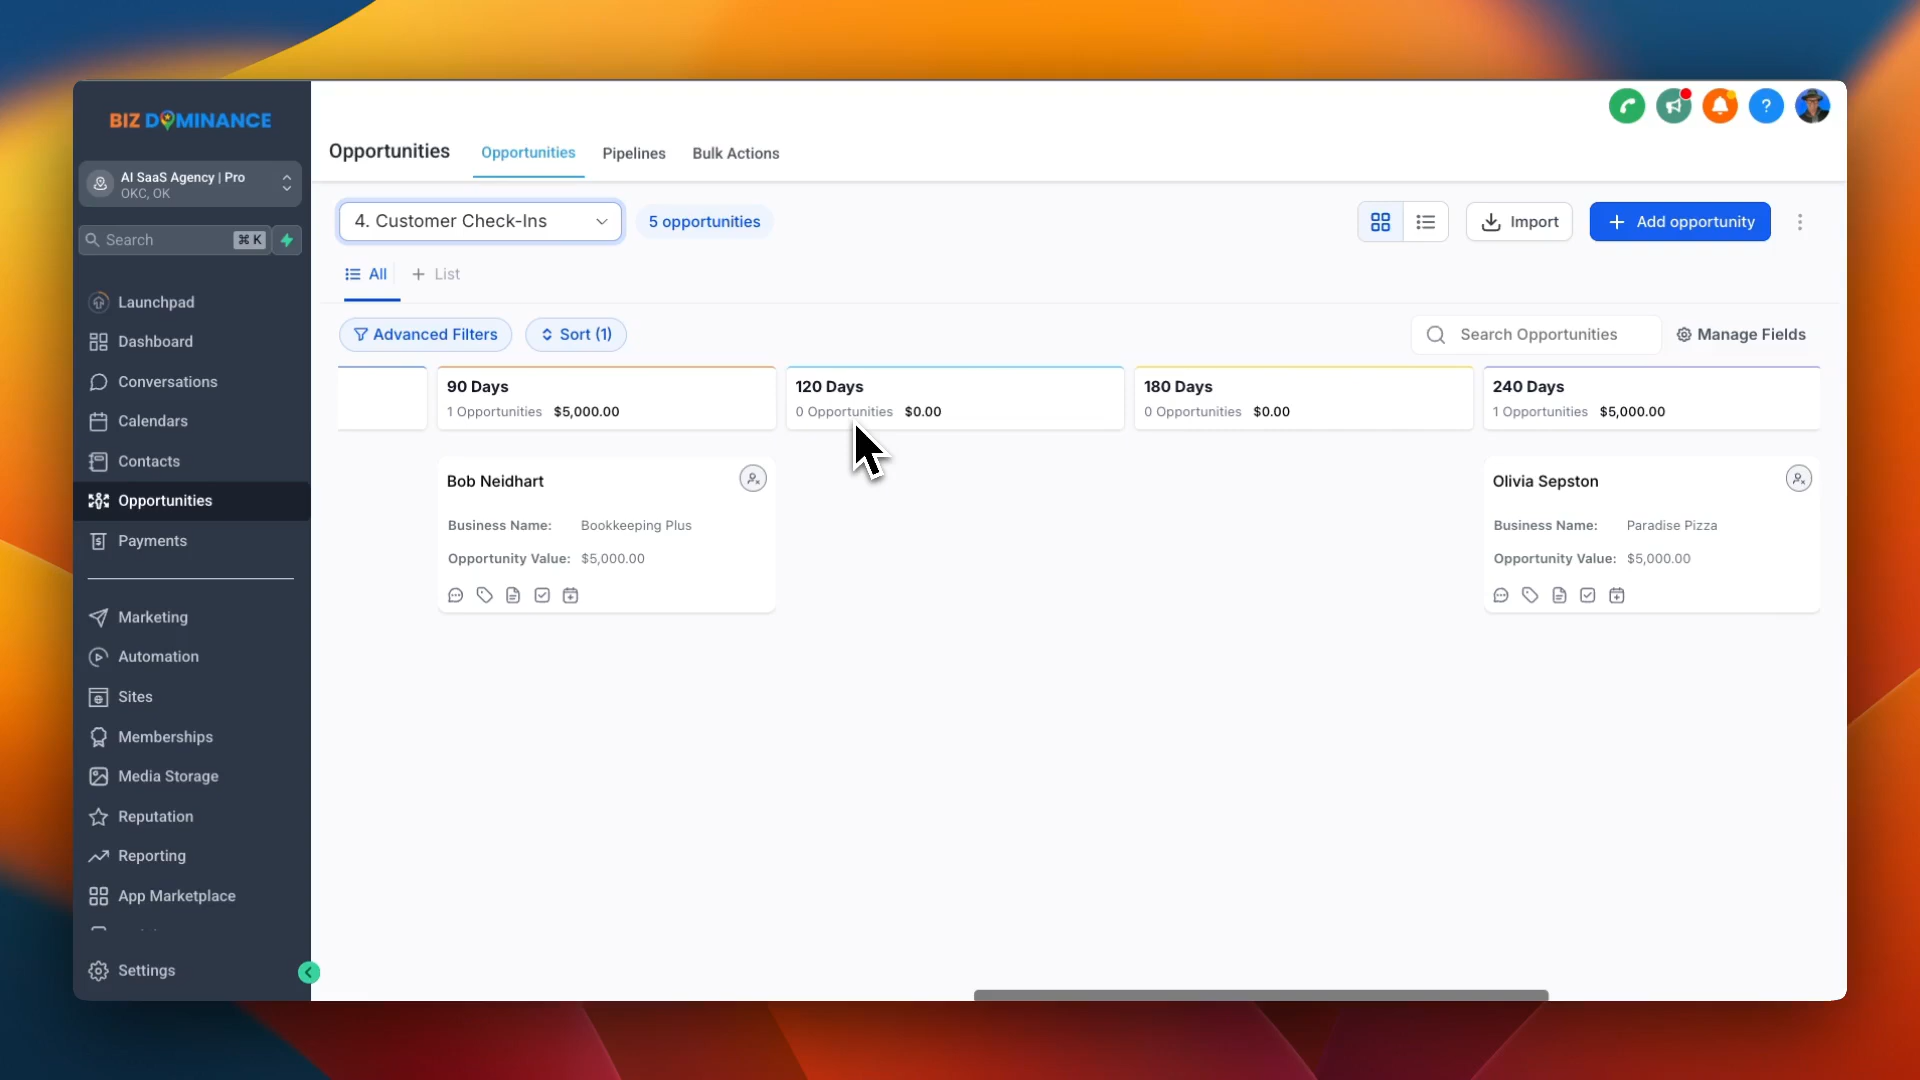 BIZ DOMINANCE
AI SaaS Agency | Pro
OKC, OK
Search
⌘ K
Launchpad
Dashboard
Conversations
Calendars
Contacts
Opportunities
Payments
Marketing
Automation
Sites
Memberships
Media Storage
Reputation
Reporting
App Marketplace
Settings
Opportunities
Opportunities
Pipelines
Bulk Actions
4. Customer Check-Ins
5 opportunities
Import
+ Add opportunity
All
+ List
Advanced Filters
Sort (1)
Search Opportunities
Manage Fields
90 Days
1 Opportunities $5,000.00
120 Days
0 Opportunities $0.00
180 Days
0 Opportunities $0.00
240 Days
1 Opportunities $5,000.00
Bob Neidhart
Business Name: Bookkeeping Plus
Opportunity Value: $5,000.00
Olivia Sepston
Business Name: Paradise Pizza
Opportunity Value: $5,000.00